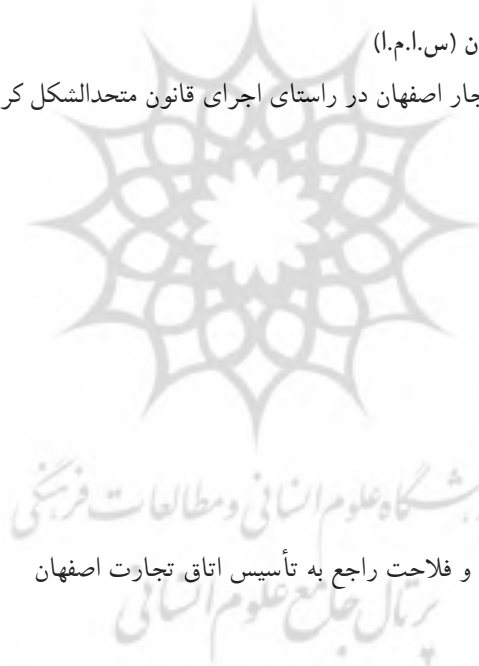 ن (س.ا.م.ا)
جار اصفهان در راستای اجرای قانون متحدالشکل کر
شگاه علوم انسانی و مطالعات فرهنگی
و فلاحت راجع به تأسیس اتاق تجارت اصفهان
پرتال جامع علوم انسانی